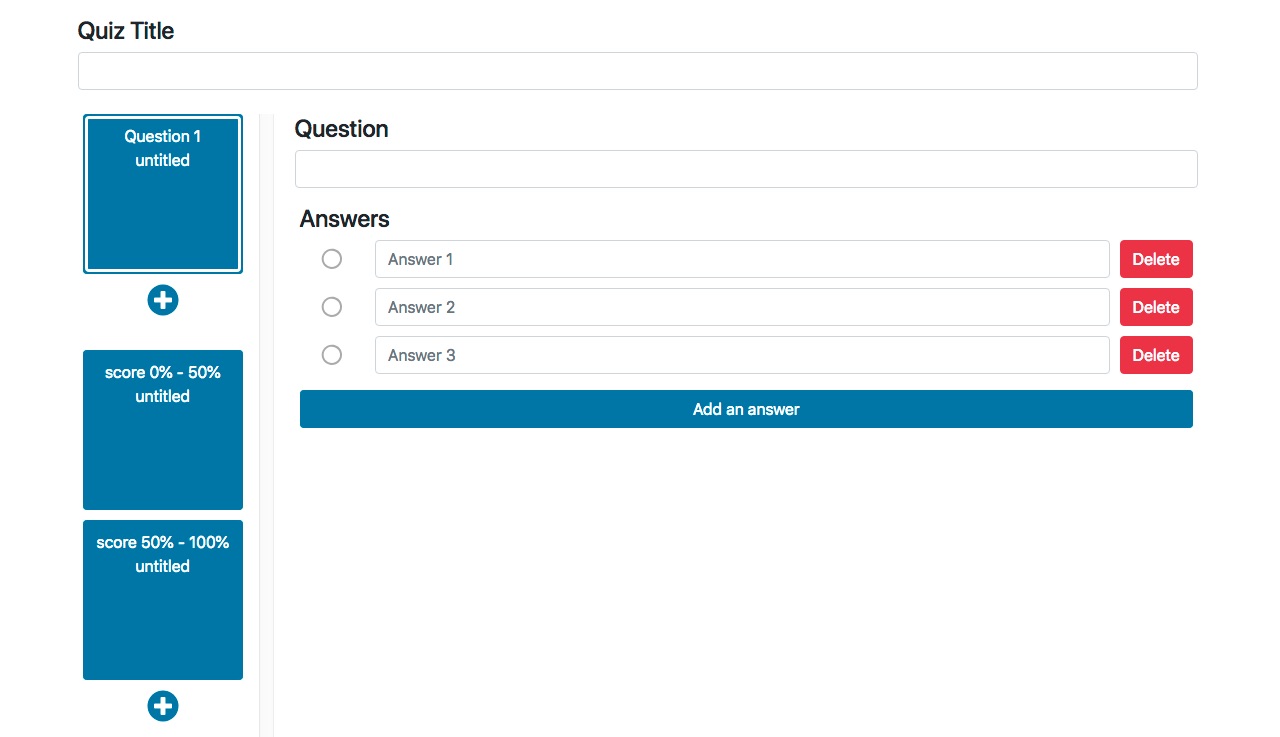 Quiz Title
Question 1
untitled
score 0% - 50%
untitled
score 50% - 100%
untitled
Question
Answers
Answer 1
Delete
Answer 2
Delete
Answer 3
Delete
Add an answer